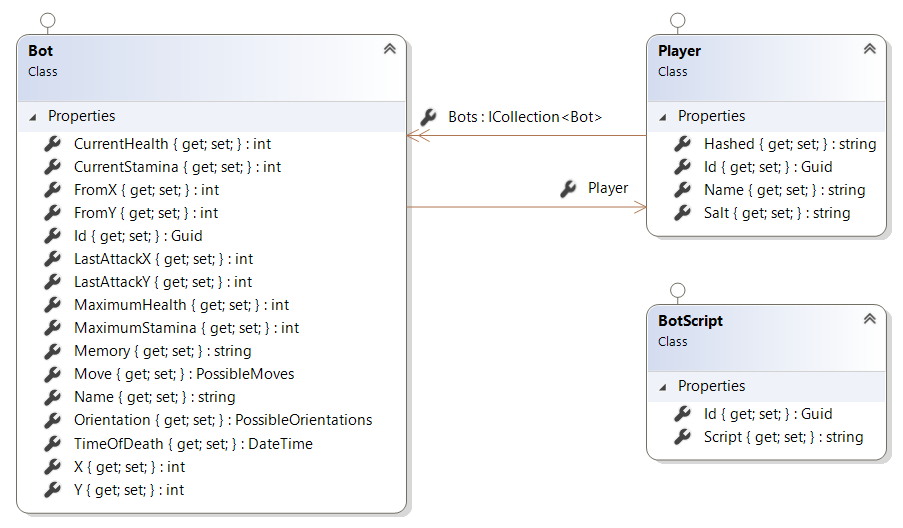 Bot
Class
Properties
CurrentHealth { get; set; } : int
CurrentStamina { get; set; } : int
FromX { get; set; } : int
FromY { get; set; } : int
Id { get; set; } : Guid
LastAttackX { get; set; } : int
LastAttackY { get; set; } : int
MaximumHealth { get; set; } : int
MaximumStamina { get; set; } : int
Memory { get; set; } : string
Move { get; set; } : PossibleMoves
Name { get; set; } : string
Orientation { get; set; } : PossibleOrientations
TimeOfDeath { get; set; } : DateTime
X { get; set; } : int
Y { get; set; } : int
Bots : ICollection<Bot>
Player
Player
Class
Properties
Hashed { get; set; } : string
Id { get; set; } : Guid
Name { get; set; } : string
Salt { get; set; } : string
BotScript
Class
Properties
Id { get; set; } : Guid
Script { get; set; } : string